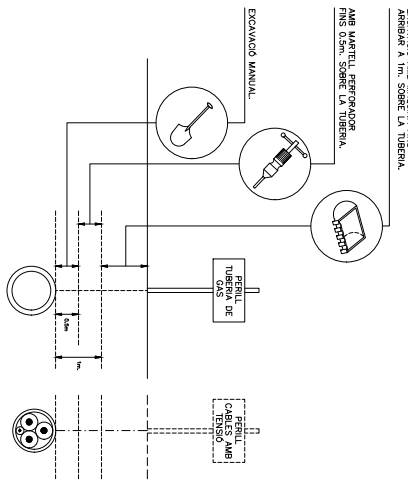 ARRIBAR A 1m. SOBRE LA TUBERIA.
AMB MARTELL PERFORADOR
FINS 0.5m. SOBRE LA TUBERIA.
EXCAVACIÓ MANUAL.
PERILL
TUBERIA DE
GAS
0.5m
1m.
PERILL
CABLES AMB
TENSIÓ